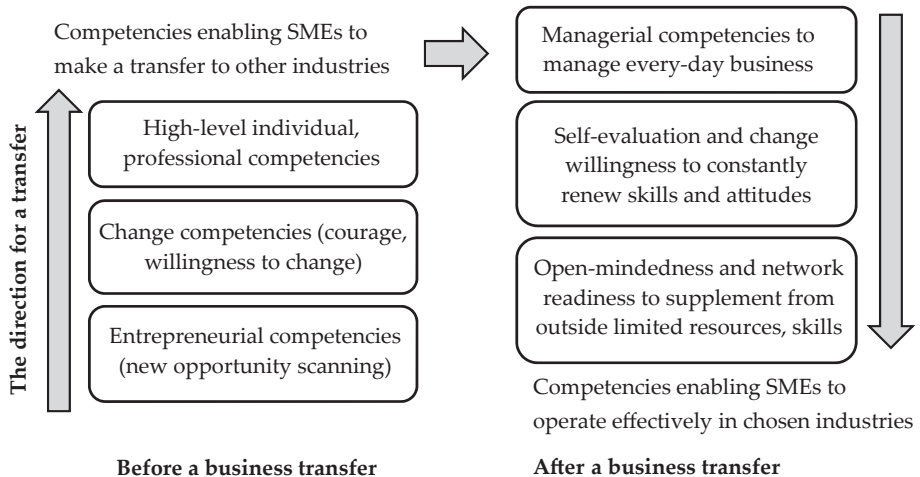 Competencies enabling SMEs to
make a transfer to other industries
The direction for a transfer
High-level individual,
professional competencies
Change competencies (courage,
willingness to change)
Entrepreneurial competencies
(new opportunity scanning)
Before a business transfer
Managerial competencies to
manage every-day business
Self-evaluation and change
willingness to constantly
renew skills and attitudes
Open-mindedness and network
readiness to supplement from
outside limited resources, skills
Competencies enabling SMEs to
operate effectively in chosen industries
After a business transfer